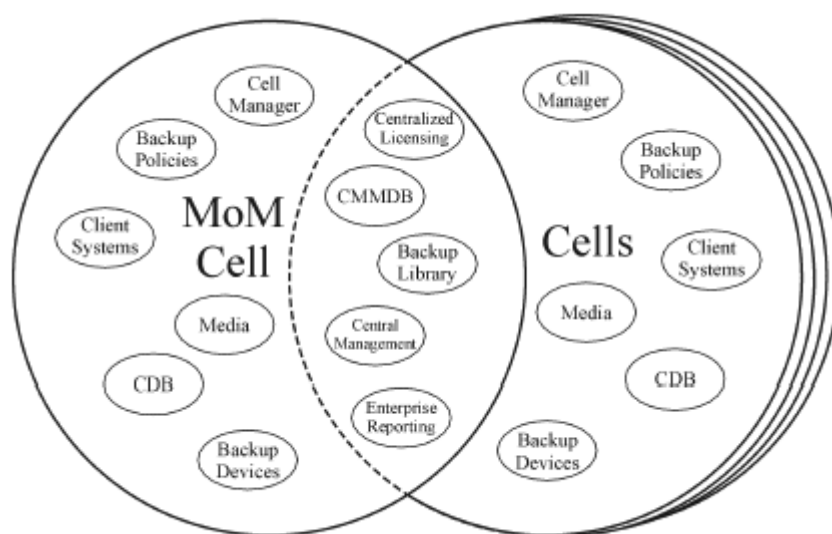 Cell
Manager
Backup
Policies
Client
Systems
MoM
Cell
Media
CDB
Backup
Devices
Centralized
Licensing
CMMDB
Backup
Library
Central
Management
Enterprise
Reporting
Cell
Manager
Backup
Policies
Cells
Client
Systems
Media
CDB
Backup
Devices